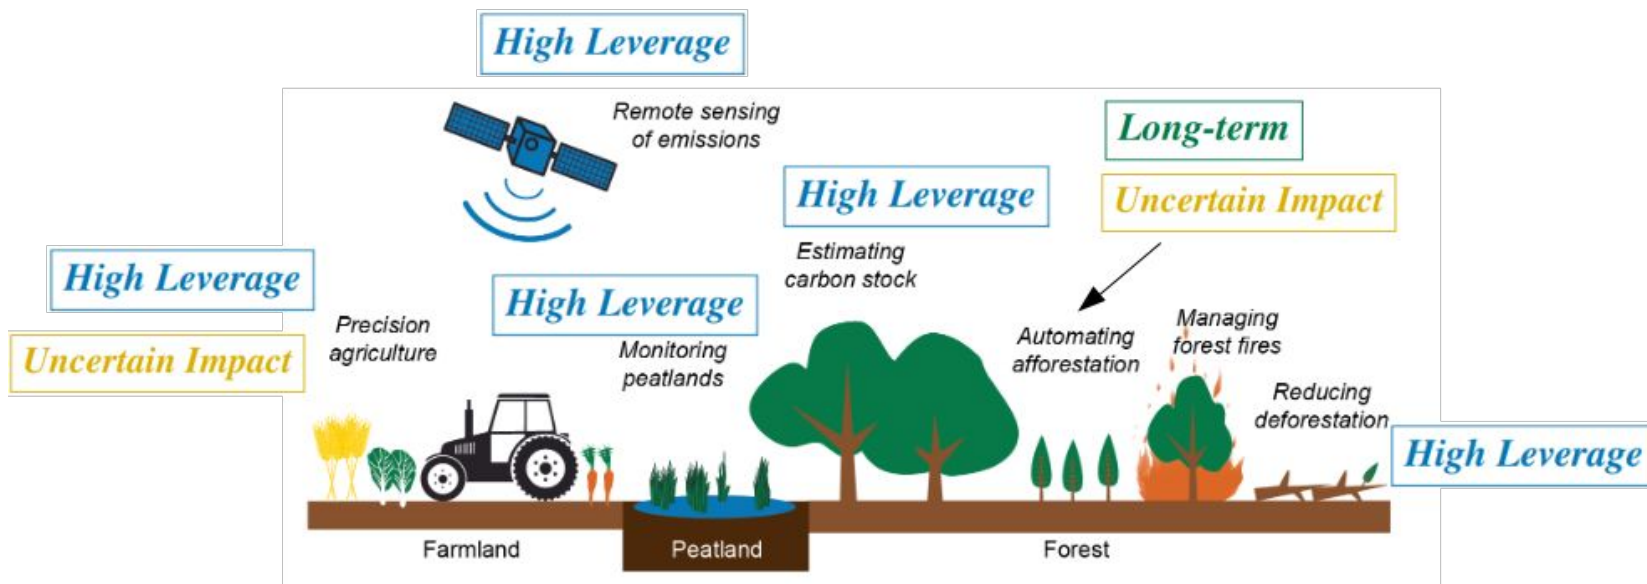 High Leverage
Remote sensing
of emissions
Long-term
High Leverage
Uncertain Impact
Estimating
carbon stock
High Leverage
High Leverage
Precision
agriculture
Uncertain Impact
Monitoring
peatlands
Automating
afforestation
Managing
forest fires
Reducing
deforestation
High Leverage
Farmland
Peatland
Forest